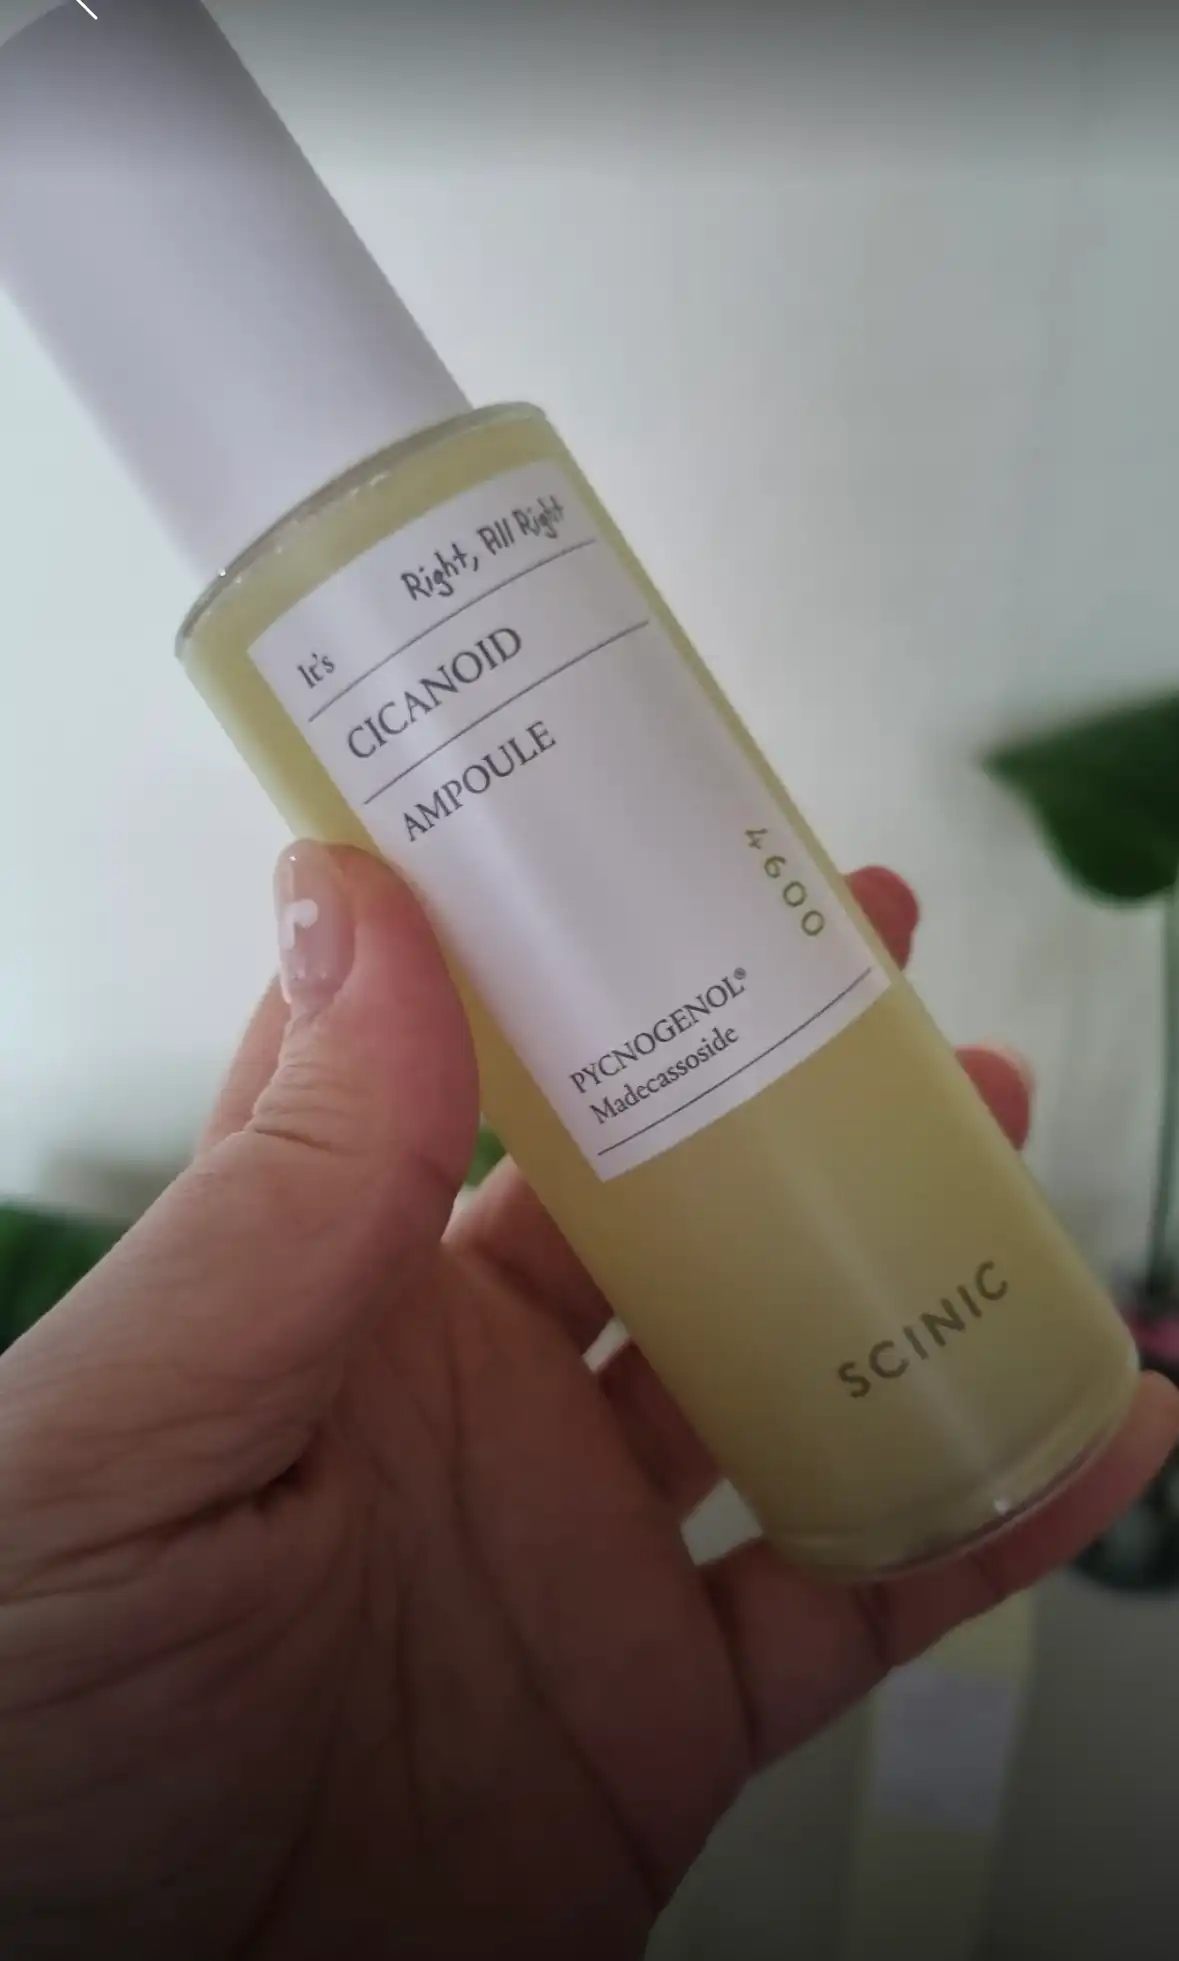 It's Right, All Right
CICANOID
AMPOULE
4600
PYCNOGENOL®
Madecassoside
SCINIC